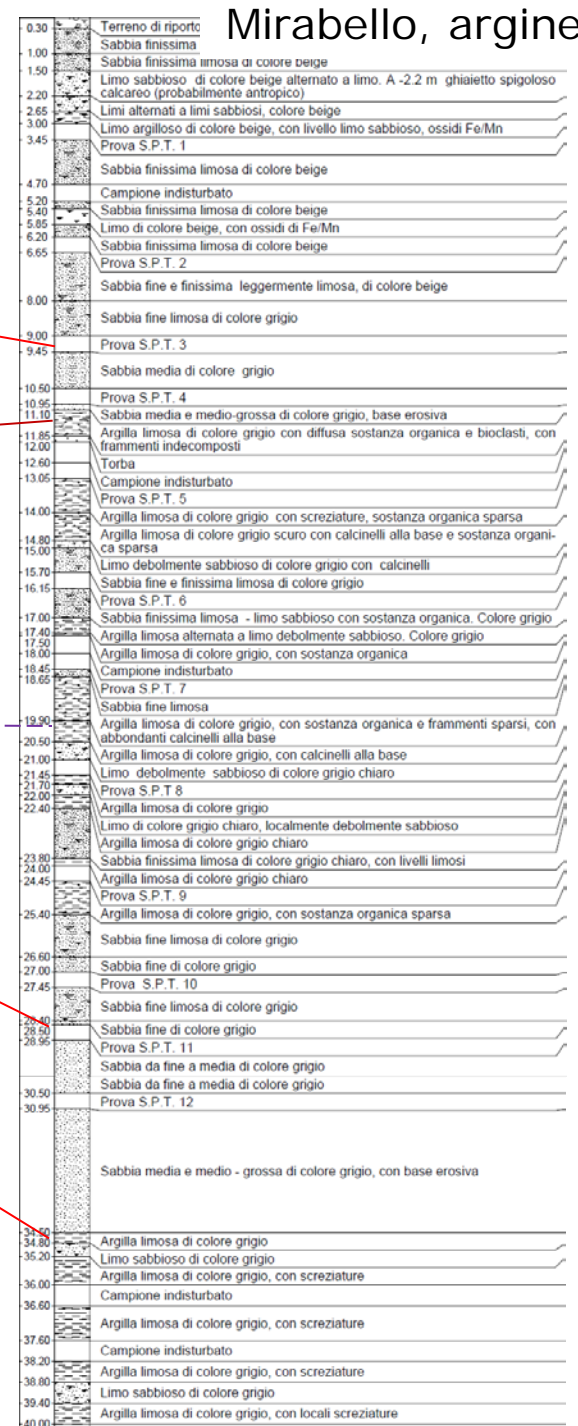 Mirabello, argine
0.30 Terreno di riporto
Sabbia finissima
1.00 Sabbia finissima limosa di colore beige
1.50 Limo sabbioso di colore beige alternato a limo. A -2.2 m ghiaietto spigoloso
calcareo (probabilmente antropico)
2.20 Limi alternati a limi sabbiosi, colore beige
2.65 Limo argilloso di colore beige, con livello limo sabbioso, ossidi Fe/Mn
3.00 Prova S.P.T. 1
3.45 Sabbia finissima limosa di colore beige
4.70 Campione indisturbato
5.20 Sabbia finissima limosa di colore beige
5.40 Limo di colore beige, con ossidi di Fe/Mn
5.85 Sabbia finissima limosa di colore beige
6.20 Prova S.P.T. 2
6.65 Sabbia fine e finissima leggermente limosa, di colore beige
8.00 Sabbia fine limosa di colore grigio
9.00 Prova S.P.T. 3
9.45 Sabbia media di colore grigio
10.50 Prova S.P.T. 4
10.95 Sabbia media e medio-grossa di colore grigio, base erosiva
11.10 Argilla limosa di colore grigio con diffusa sostanza organica e bioclasti, con
frammenti indecomposti
11.85 Torba
12.00 Campione indisturbato
12.60 Prova S.P.T. 5
13.05 Argilla limosa di colore grigio con screziature, sostanza organica sparsa
14.00 Argilla limosa di colore grigio scuro con calcinelli alla base e sostanza organi-
ca sparsa
14.80 Limo debolmente sabbioso di colore grigio con calcinelli
15.00 Sabbia fine e finissima limosa di colore grigio
15.70 Prova S.P.T. 6
16.15 Sabbia finissima limosa - limo sabbioso con sostanza organica. Colore grigio
17.00 Argilla limosa alternata a limo debolmente sabbioso. Colore grigio
17.40 Argilla limosa di colore grigio, con sostanza organica
17.50 Campione indisturbato
18.00 Prova S.P.T. 7
18.45 Sabbia fine limosa
18.65 Argilla limosa di colore grigio, con sostanza organica e frammenti sparsi, con
abbondanti calcinelli alla base
19.90 Argilla limosa di colore grigio, con calcinelli alla base
20.50 Limo debolmente sabbioso di colore grigio chiaro
21.00 Prova S.P.T 8
21.45 Argilla limosa di colore grigio
21.70 Limo di colore grigio chiaro, localmente debolmente sabbioso
22.00 Argilla limosa di colore grigio chiaro
22.40 Sabbia finissima limosa di colore grigio chiaro, con livelli limosi
23.80 Argilla limosa di colore grigio chiaro
24.00 Prova S.P.T. 9
24.45 Argilla limosa di colore grigio, con sostanza organica sparsa
25.40 Sabbia fine limosa di colore grigio
26.60 Sabbia fine di colore grigio
27.00 Prova S.P.T. 10
27.45 Sabbia fine limosa di colore grigio
28.40 Sabbia fine di colore grigio
28.50 Prova S.P.T. 11
28.95 Sabbia da fine a media di colore grigio
Sabbia da fine a media di colore grigio
30.50 Prova S.P.T. 12
30.95 Sabbia media e medio - grossa di colore grigio, con base erosiva
34.50 Argilla limosa di colore grigio
34.80 Limo sabbioso di colore grigio
35.20 Argilla limosa di colore grigio, con screziature
36.00 Campione indisturbato
36.60 Argilla limosa di colore grigio, con screziature
37.60 Campione indisturbato
38.20 Argilla limosa di colore grigio, con screziature
38.80 Limo sabbioso di colore grigio
39.40 Argilla limosa di colore grigio, con locali screziature
40.00